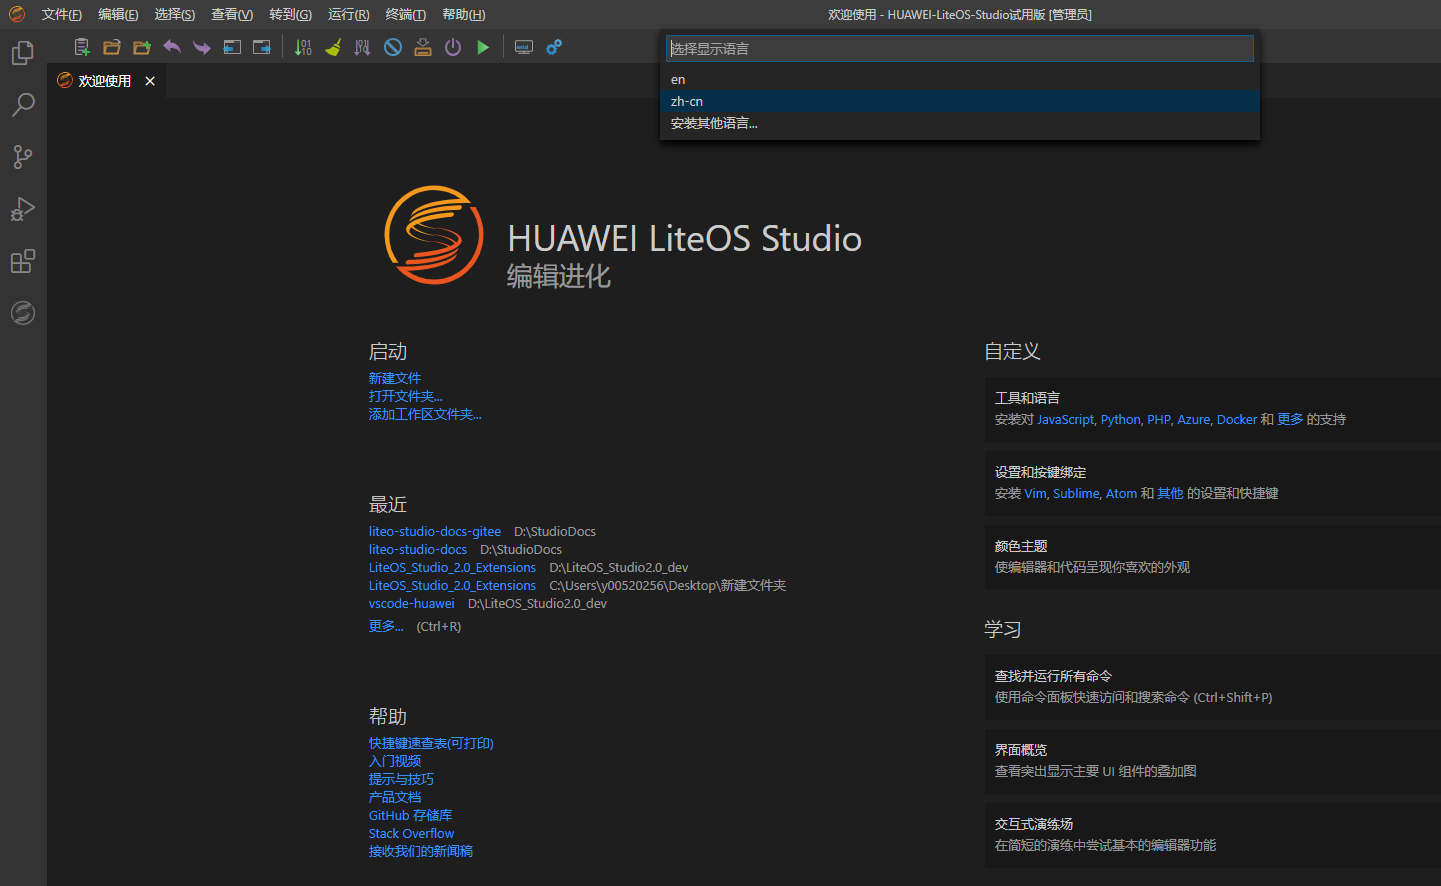 文件(F) 编辑(E) 选择(S) 查看(V) 转到(G) 运行(R) 终端(T) 帮助(H) 欢迎使用 - HUAWEI-LiteOS-Studio试用版 [管理员]
选择显示语言
en
zh-cn
安装其他语言...
欢迎使用
HUAWEI LiteOS Studio
编辑进化
启动
新建文件
打开文件夹...
添加工作区文件夹...
最近
liteo-studio-docs-gitee D:\StudioDocs
liteo-studio-docs D:\StudioDocs
LiteOS_Studio_2.0_Extensions D:\LiteOS_Studio2.0_dev
LiteOS_Studio_2.0_Extensions C:\Users\y00520256\Desktop\新建文件夹
vscode-huawei D:\LiteOS_Studio2.0_dev
更多... (Ctrl+R)
帮助
快捷键速查表(可打印)
入门视频
提示与技巧
产品文档
GitHub 存储库
Stack Overflow
接收我们的新闻稿
自定义
工具和语言
安装对 JavaScript, Python, PHP, Azure, Docker 和 更多 的支持
设置和按键绑定
安装 Vim, Sublime, Atom 和 其他 的设置和快捷键
颜色主题
使编辑器和代码呈现你喜欢的外观
学习
查找并运行所有命令
使用命令面板快速访问和搜索命令 (Ctrl+Shift+P)
界面概览
查看突出显示主要 UI 组件的叠加图
交互式演练场
在简短的演练中尝试基本的编辑器功能